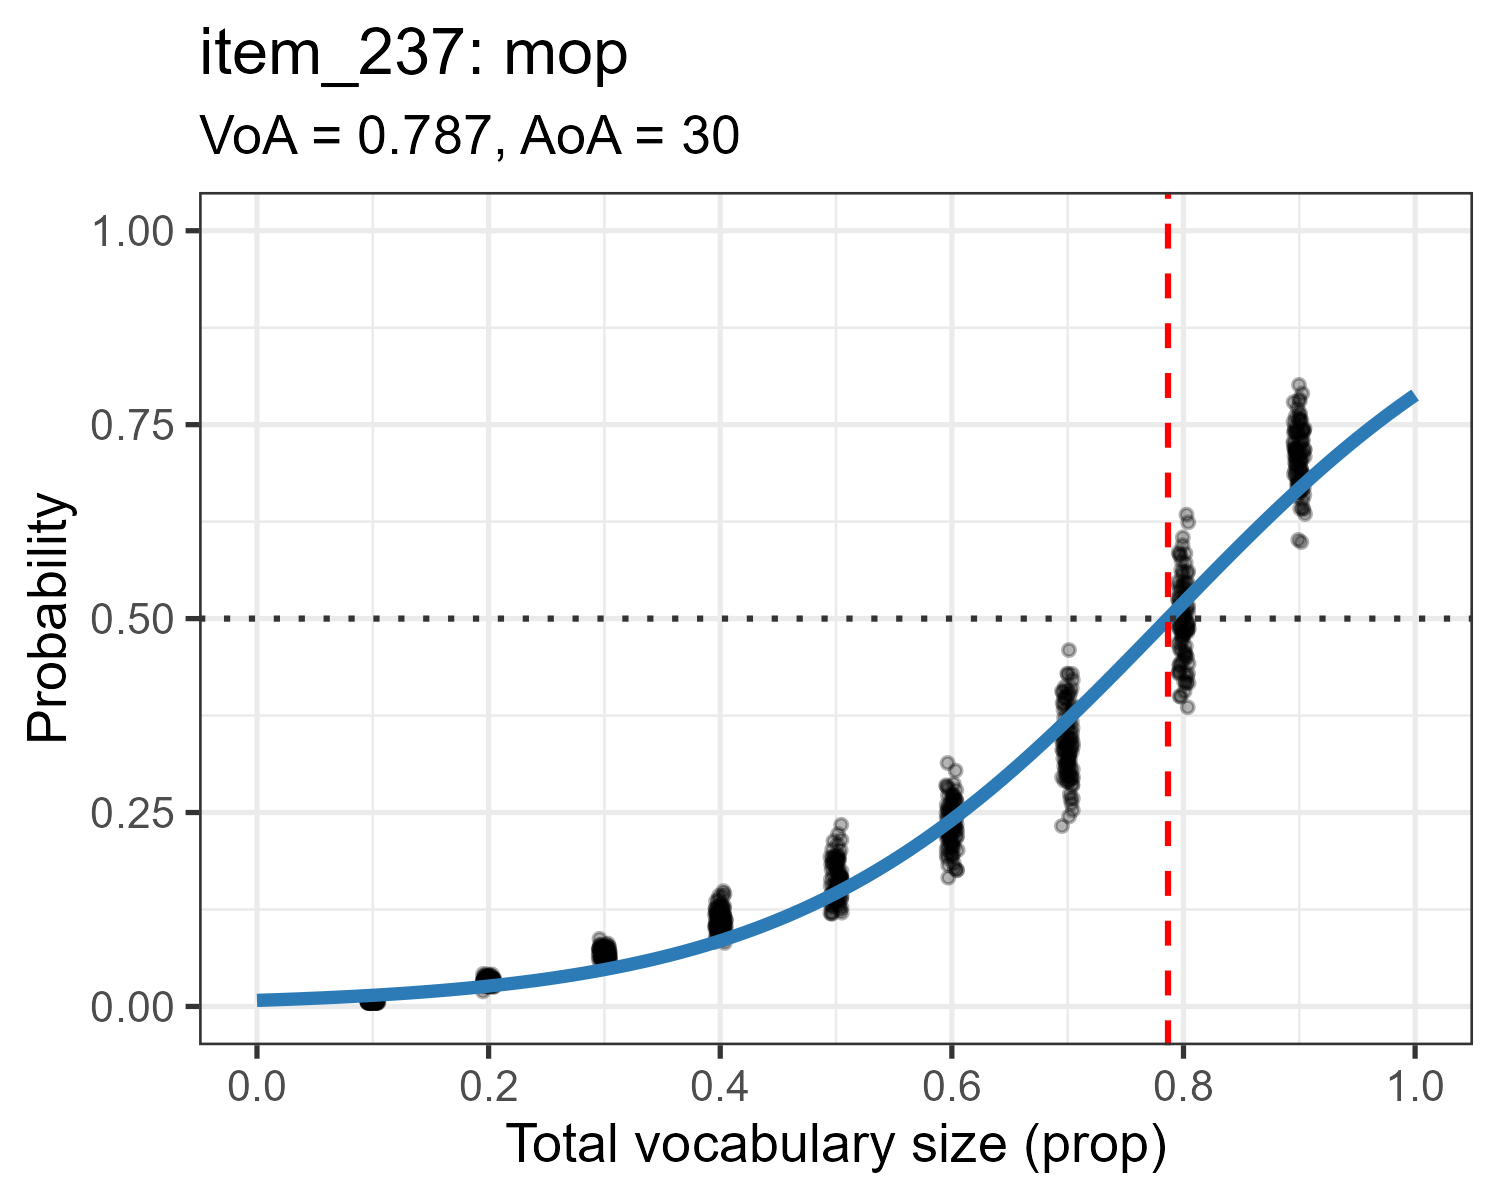 item_237: mop
VoA = 0.787, AoA = 30
1.00
0.75
0.50
0.25
0.00
Probability
0.0 0.2 0.4 0.6 0.8 1.0
Total vocabulary size (prop)